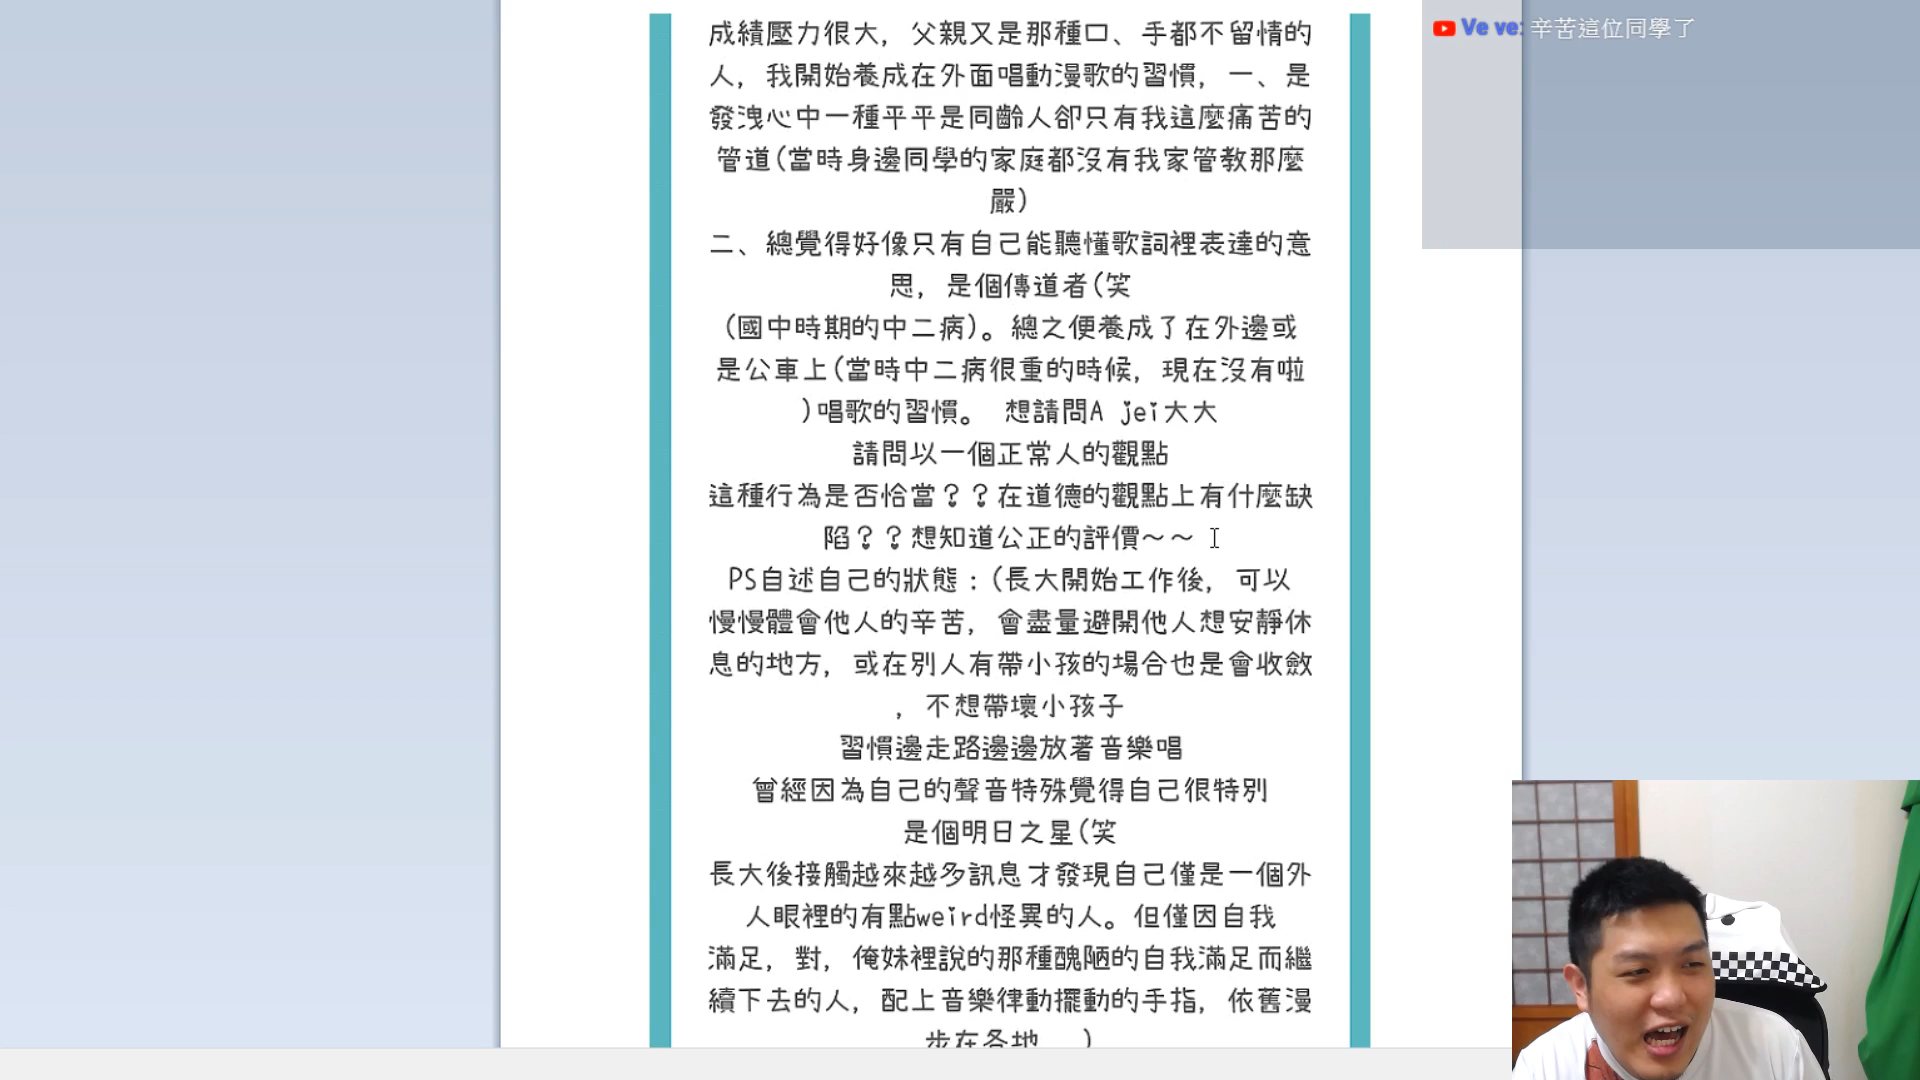 成績壓力很大, 父親又是那種口、手都不留情的
人, 我開始養成在外面唱動漫歌的習慣, 一、是
發洩心中一種平平是同齡人卻只有我這麼痛苦的
管道(當時身邊同學的家庭都沒有我家管教那麼
嚴)
二、總覺得好像只有自己能聽懂歌詞裡表達的意
思, 是個傳道者(笑
(國中時期的中二病)。總之便養成了在外邊或
是公車上(當時中二病很重的時候, 現在沒有啦
)唱歌的習慣。 想請問A jei大大
請問以一個正常人的觀點
這種行為是否恰當??在道德的觀點上有什麼缺
陷??想知道公正的評價~~
PS自述自己的狀態:(長大開始工作後, 可以
慢慢體會他人的辛苦, 會盡量避開他人想安靜休
息的地方, 或在別人有帶小孩的場合也是會收斂
, 不想帶壞小孩子
習慣邊走路邊邊放著音樂唱
曾經因為自己的聲音特殊覺得自己很特別
是個明日之星(笑
長大後接觸越來越多訊息才發現自己僅是一個外
人眼裡的有點weird怪異的人。但僅因自我
滿足, 對, 俺妹裡說的那種醜陋的自我滿足而繼
續下去的人, 配上音樂律動擺動的手指, 依舊漫
步在各地 )
Ve ve: 辛苦這位同學了